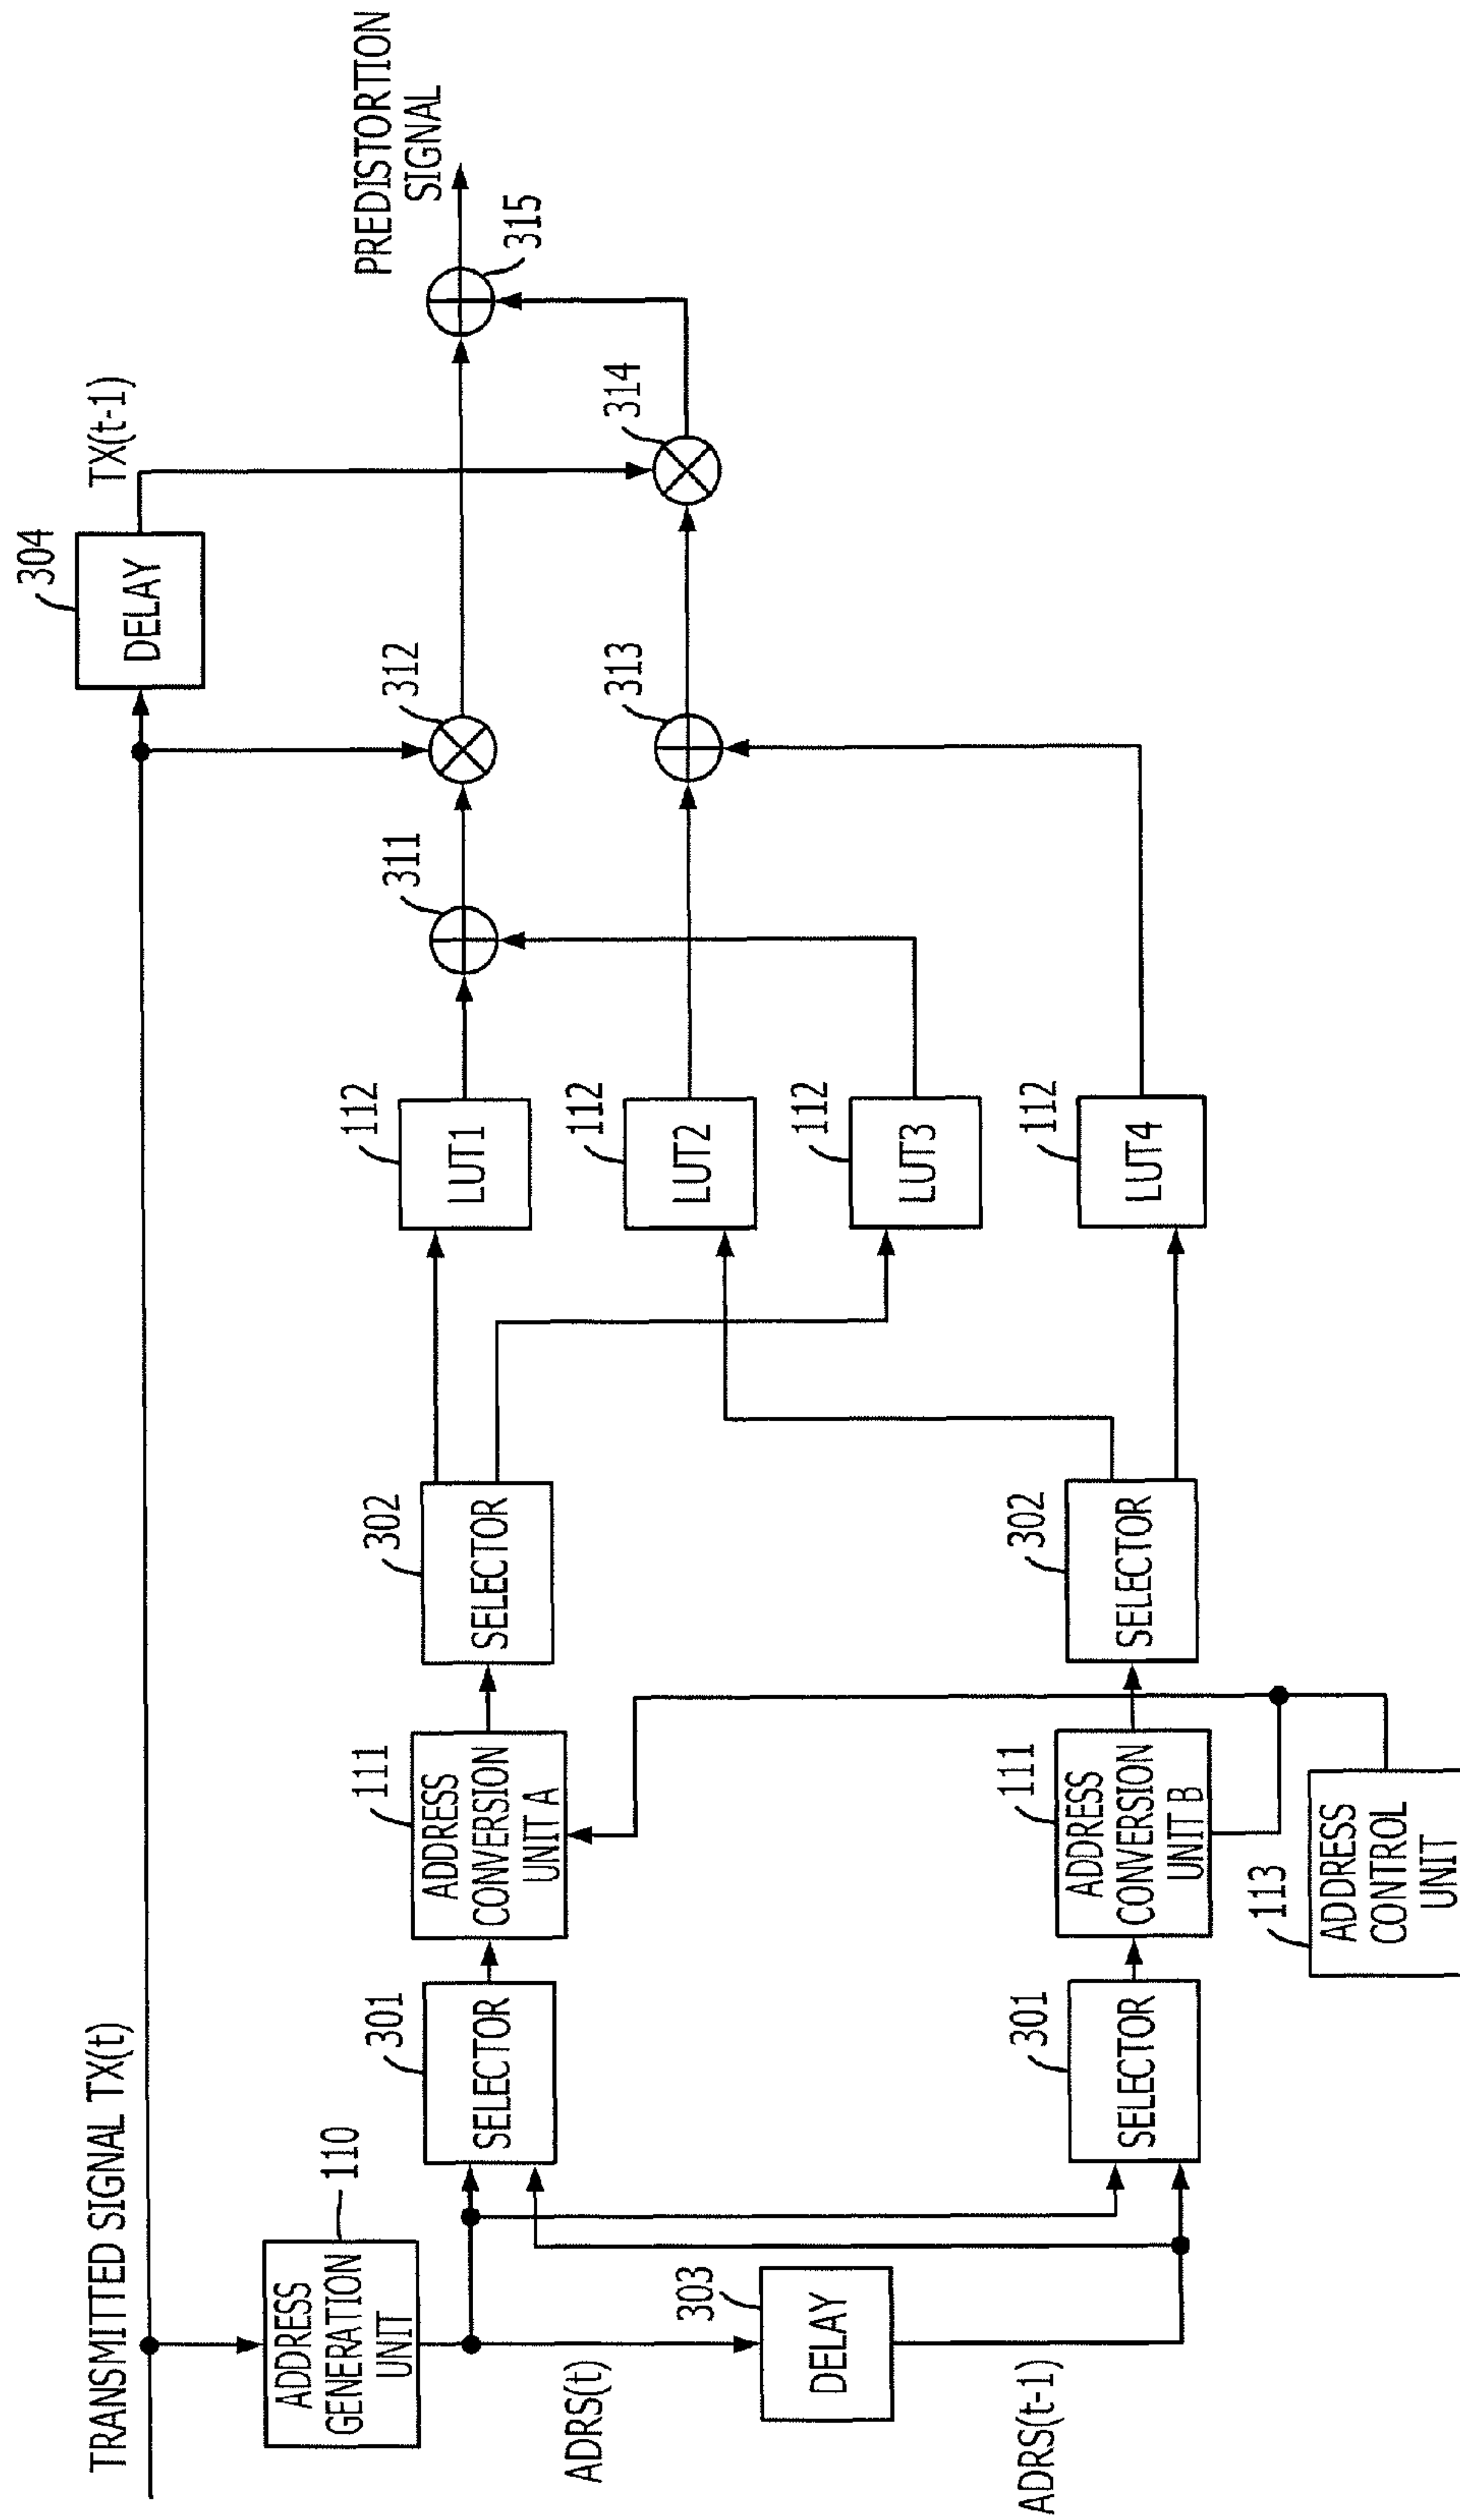 TRANSMITTED SIGNAL TX(t)
304
DELAY
TX(t-1)
PREDISTORTION
SIGNAL
110
ADDRESS
GENERATION
UNIT
301
SELECTOR
111
ADDRESS
CONVERSION
UNIT A
302
SELECTOR
112
LUT1
311
312
315
ADRS(t)
303
DELAY
112
LUT2
313
314
112
LUT3
ADRS(t-1)
301
SELECTOR
111
ADDRESS
CONVERSION
UNIT B
302
SELECTOR
112
LUT4
113
ADDRESS
CONTROL
UNIT